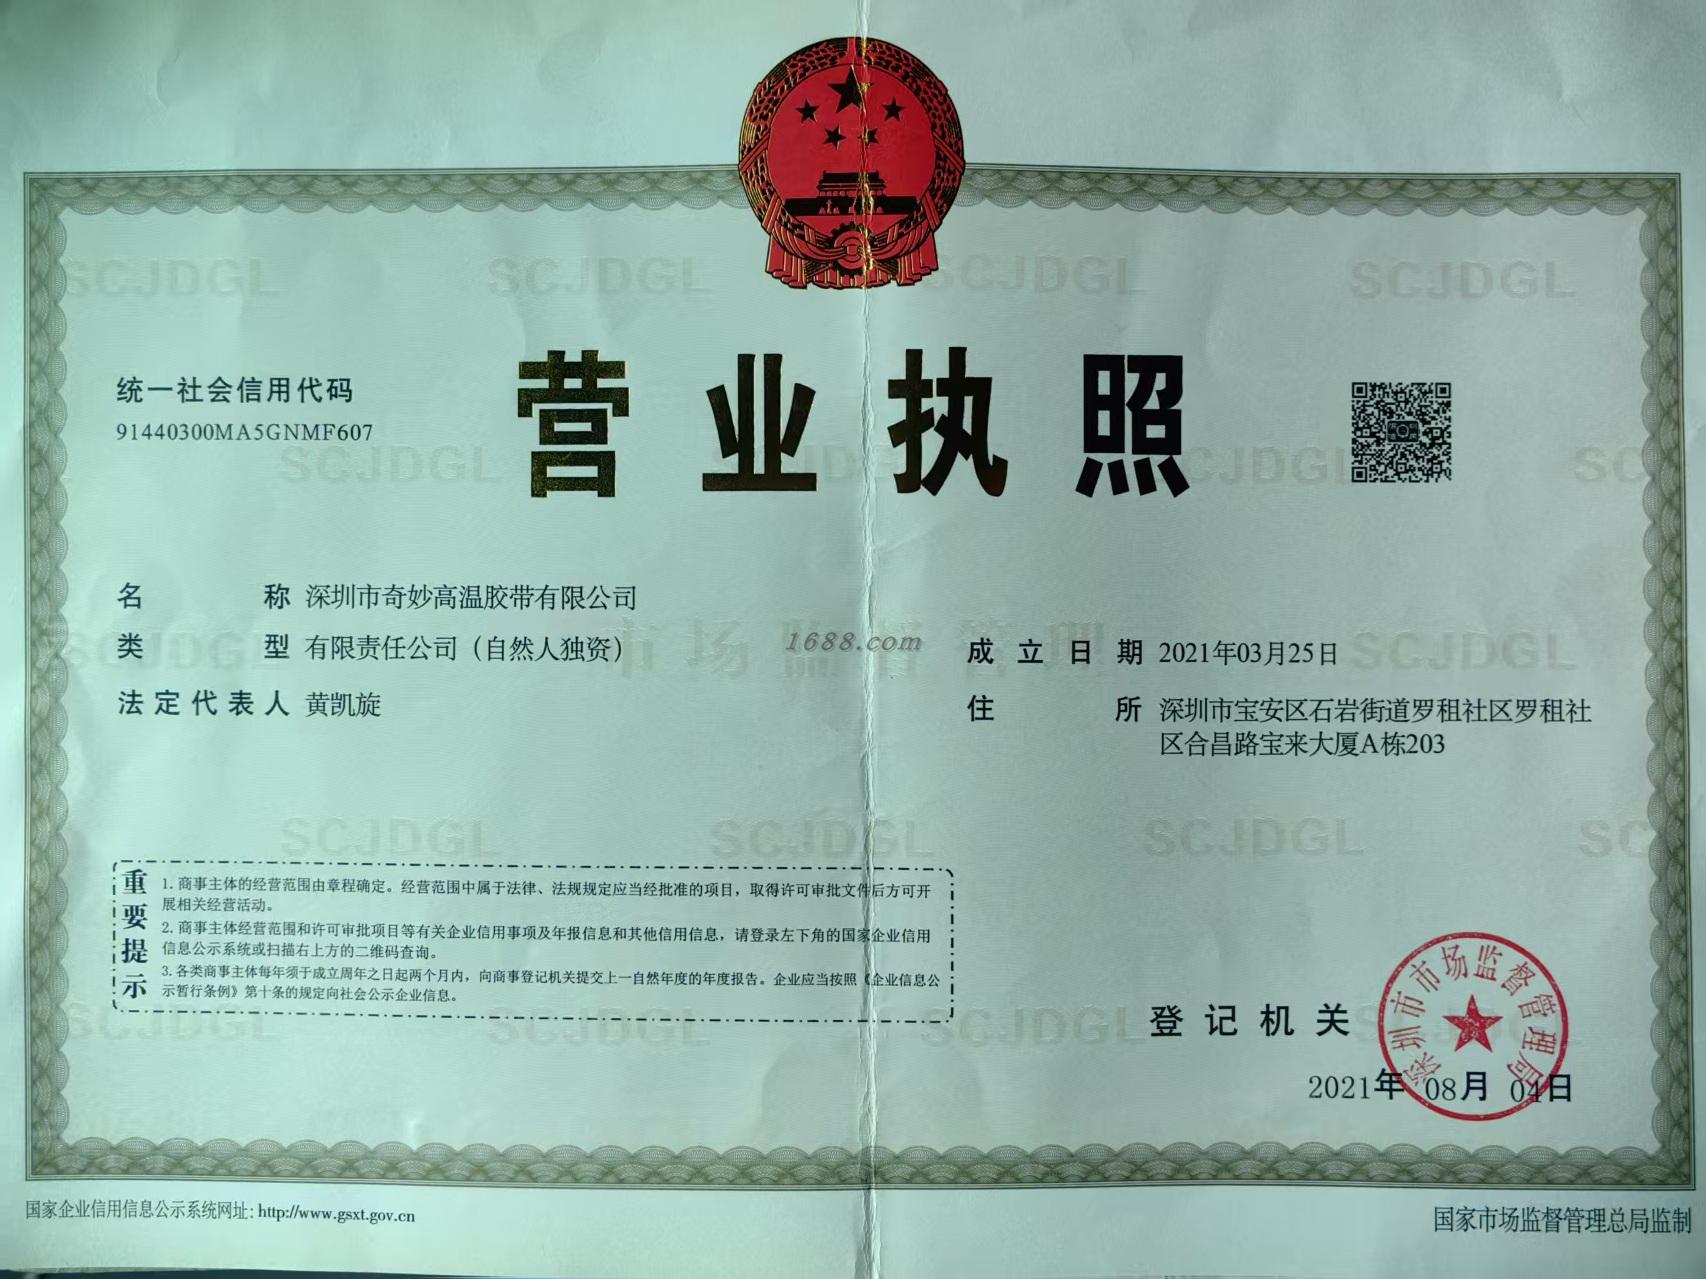 营业执照
统一社会信用代码
91440300MA5GNMF607
名称 深圳市奇妙高温胶带有限公司
类型 有限责任公司（自然人独资）
法定代表人 黄凯旋
成立日期 2021年03月25日
住所 深圳市宝安区石岩街道罗租社区罗租社
区合昌路宝来大厦A栋203
1688.com
市场监督管理
SCJDGL SCJDGL SCJDGL SCJDGL
重要提示
1. 商事主体的经营范围由章程确定。经营范围中属于法律、法规规定应当经批准的项目，取得许可审批文件后方可开
展相关经营活动。
2. 商事主体经营范围和许可审批项目等有关企业信用事项及年报信息和其他信用信息，请登录左下角的国家企业信用
信息公示系统或扫描右上方的二维码查询。
3. 各类商事主体每年须于成立周年之日起两个月内，向商事登记机关提交上一自然年度的年度报告。企业应当按照《企业信息公
示暂行条例》第十条的规定向社会公示企业信息。
登记机关
深圳市市场监督管理局
2021年08月04日
国家企业信用信息公示系统网址: http://www.gsxt.gov.cn
国家市场监督管理总局监制